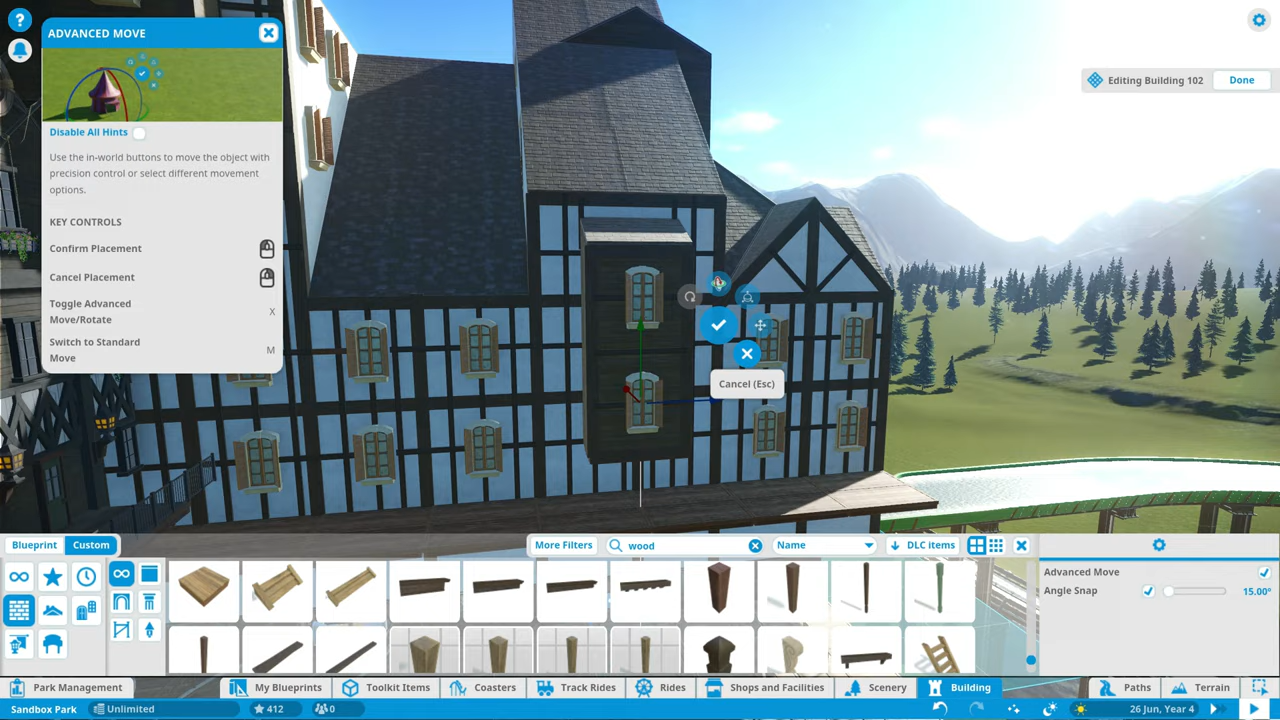 ADVANCED MOVE
Disable All Hints
Use the in-world buttons to move the object with
precision control or select different movement
options.
KEY CONTROLS
Confirm Placement
Cancel Placement
Toggle Advanced
Move/Rotate
X
Switch to Standard
Move
M
Editing Building 102
Done
Cancel (Esc)
Blueprint
Custom
More Filters
wood
Name
DLC items
Advanced Move
Angle Snap
15.00°
Park Management
My Blueprints
Toolkit Items
Coasters
Track Rides
Rides
Shops and Facilities
Scenery
Building
Paths
Terrain
Sandbox Park
Unlimited
412
0
26 Jun, Year 4